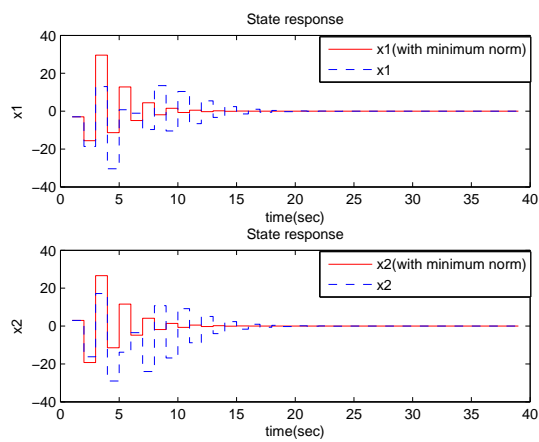 State response
40
20
0
−20
−40
x1
x1(with minimum norm)
x1
0 5 10 15 20 25 30 35 40
time(sec)
State response
40
20
0
−20
−40
x2
x2(with minimum norm)
x2
0 5 10 15 20 25 30 35 40
time(sec)